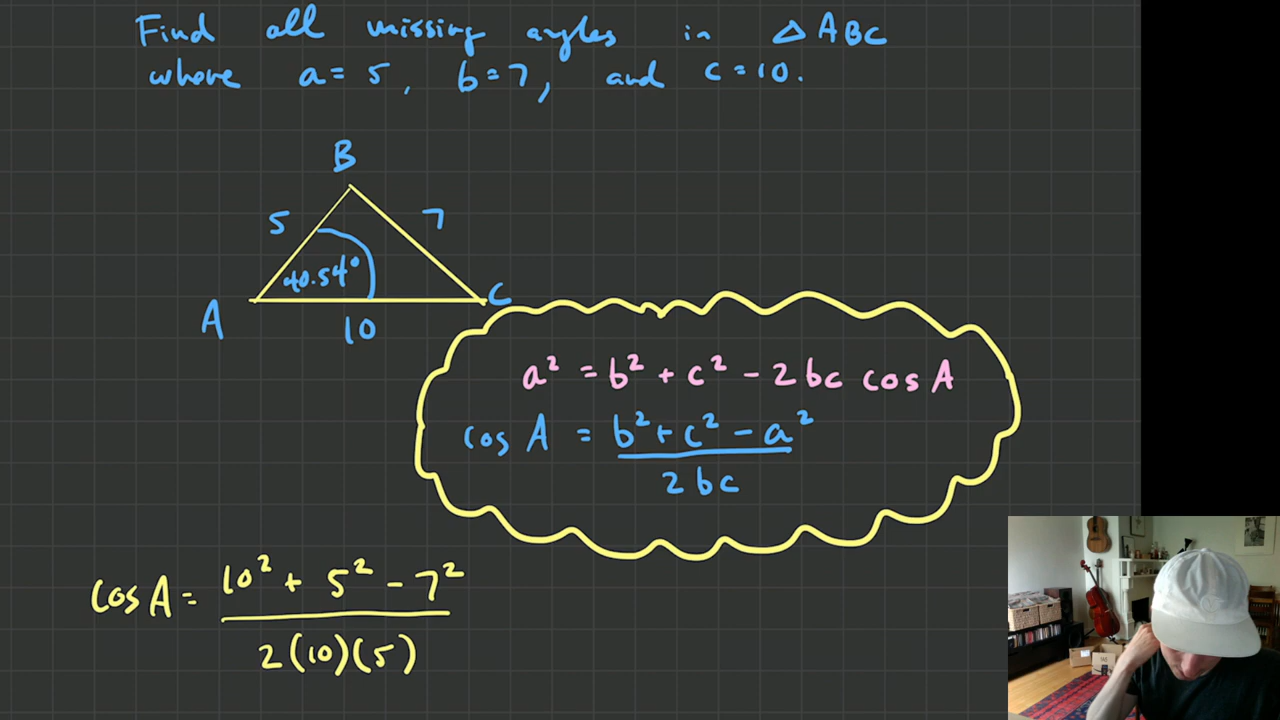 Find all missing angles in △ABC
where a = 5, b = 7, and c = 10.
B
5
7
40.54°
A
C
10
a² = b² + c² - 2bc cos A
cos A = b² + c² - a²
2bc
cos A = 10² + 5² - 7²
2(10)(5)